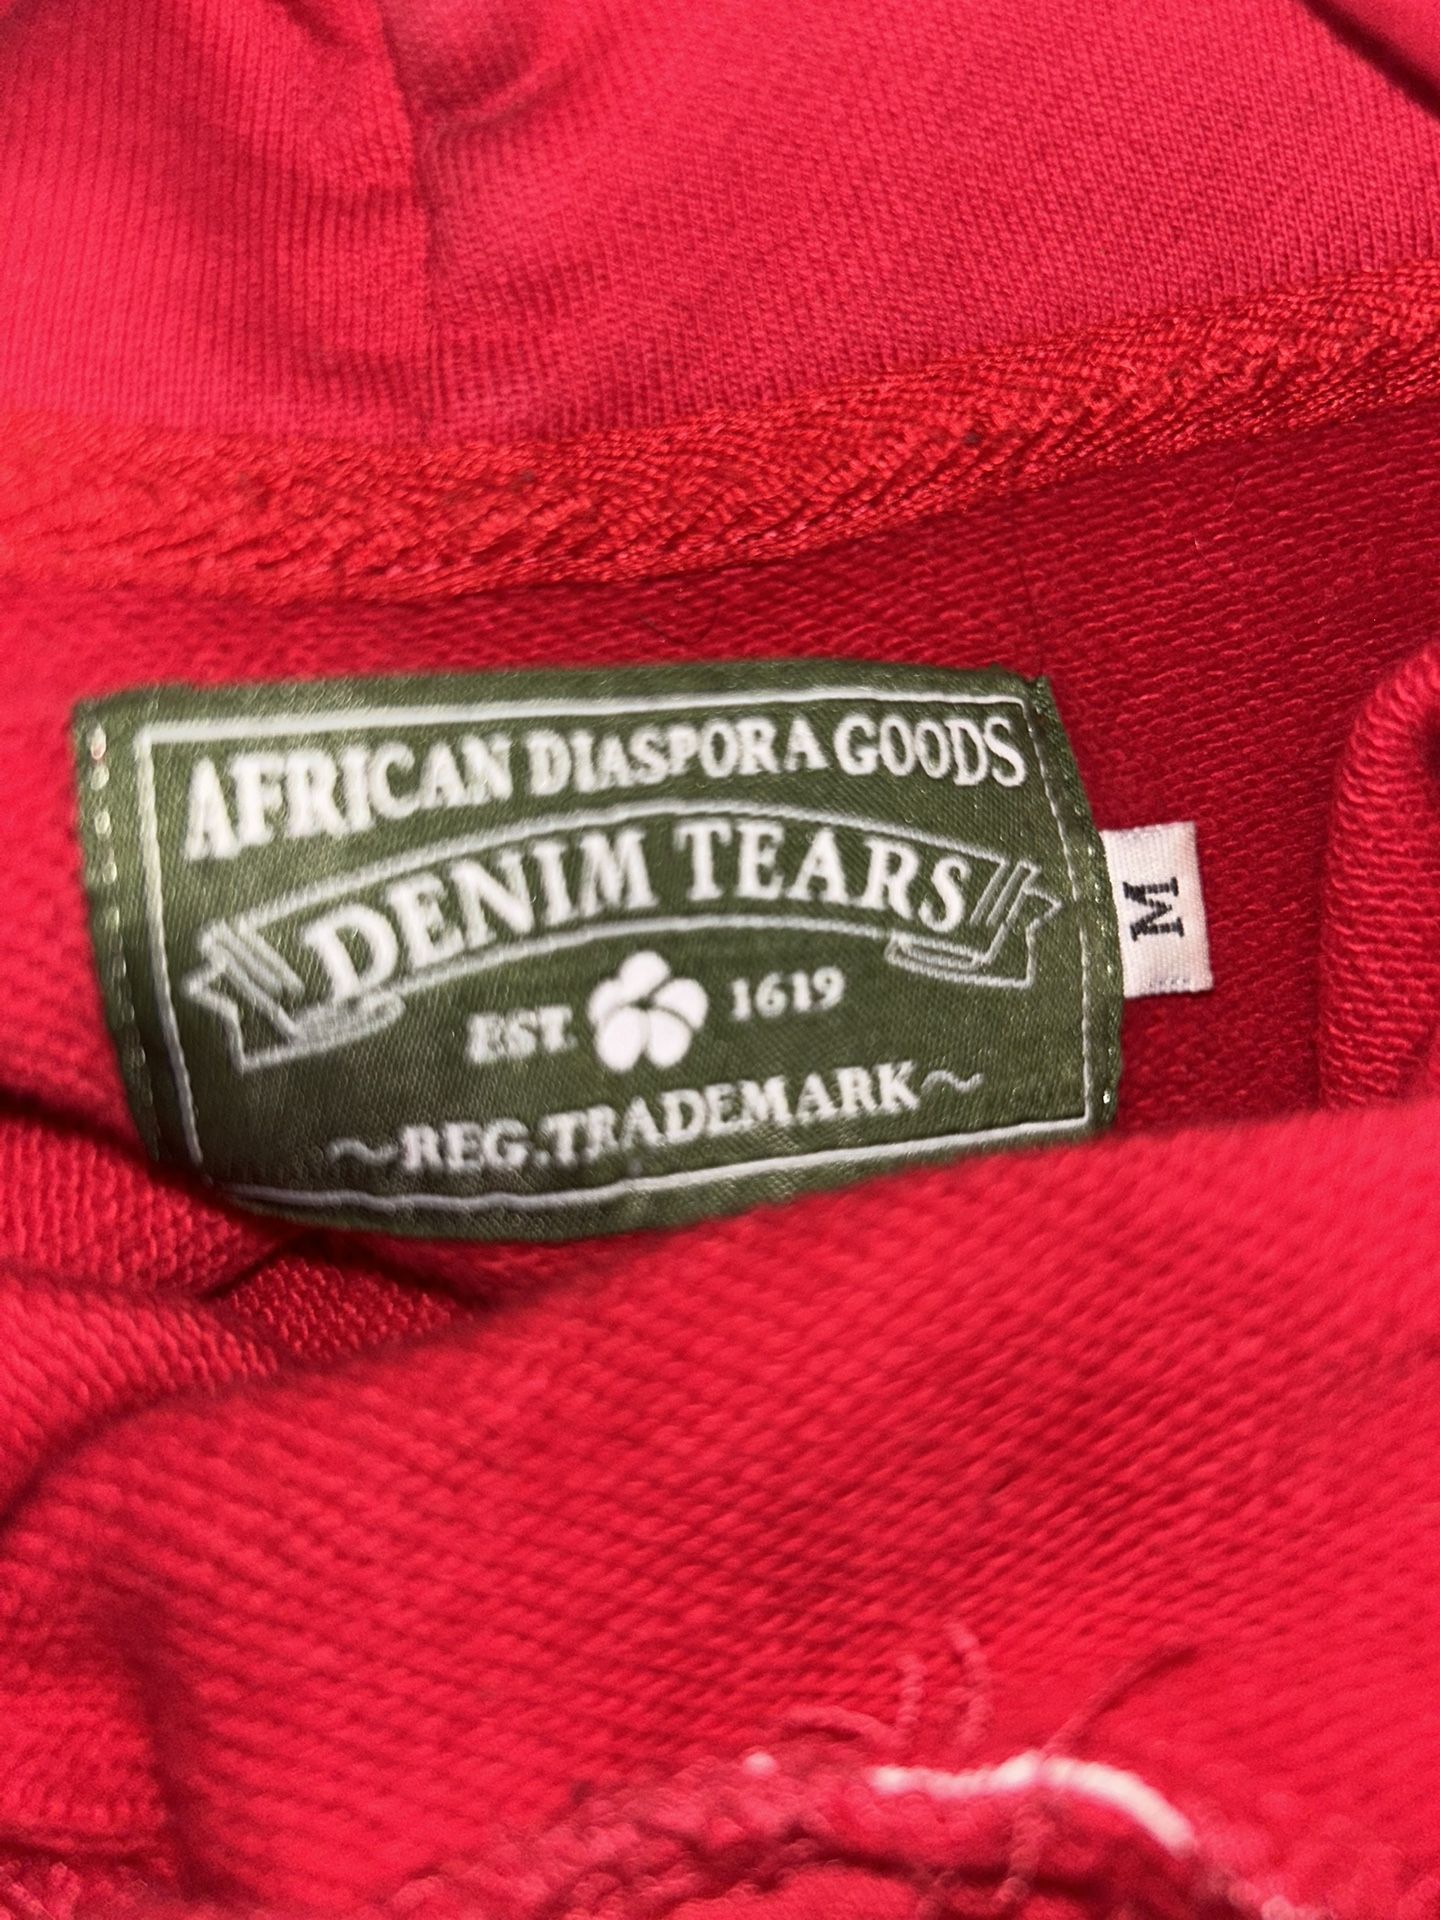 AFRICAN DIASPORA GOODS
DENIM TEARS
EST. 1619
~REG.TRADEMARK~
M